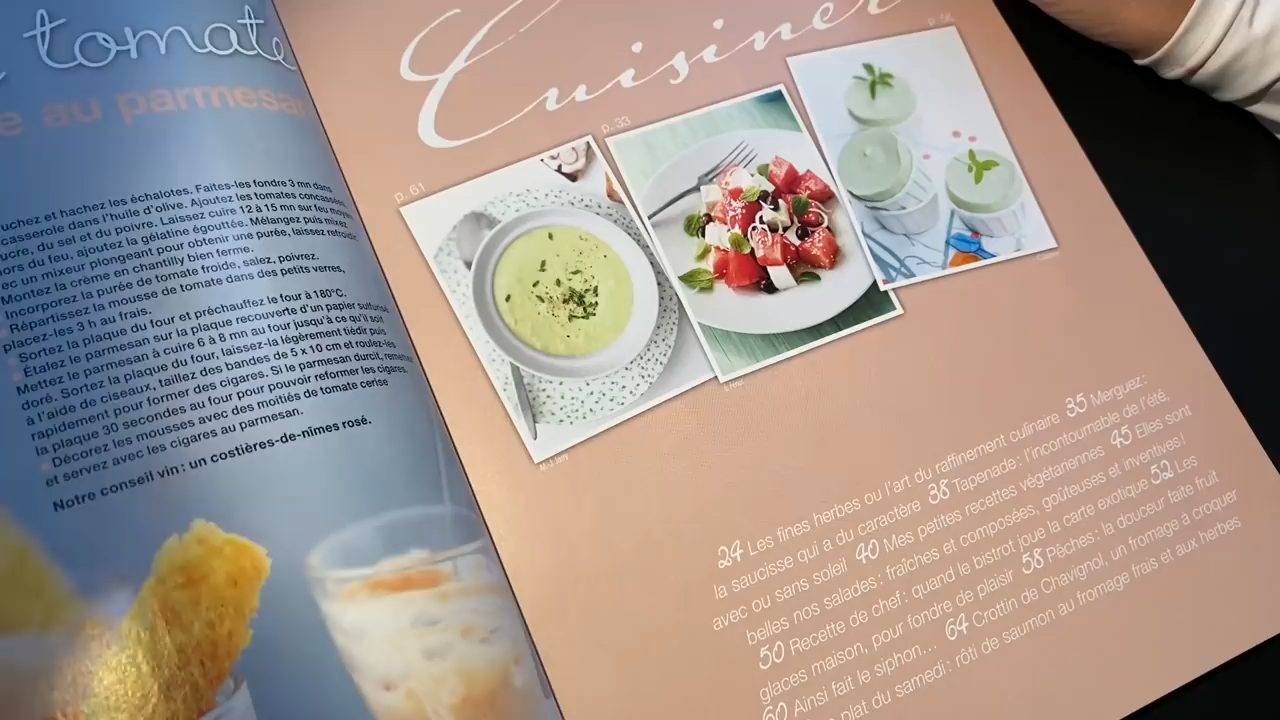 tomate
au parmesan
uchez et hachez les échalotes. Faites-les fondre 3 mn dans
casserole dans l'huile d'olive. Ajoutez les tomates concassées,
ucre, du sel et du poivre. Laissez cuire 12 à 15 mn sur feu moyen.
ors du feu, ajoutez la gélatine égouttée. Mélangez puis mixez
ec un mixeur plongeant pour obtenir une purée, laissez refroidir.
Montez la crème en chantilly bien ferme.
Incorporez la purée de tomate froide, salez, poivrez.
Répartissez la mousse de tomate dans des petits verres,
placez-les 3 h au frais.
Sortez la plaque du four et préchauffez le four à 180°C.
Étalez le parmesan sur la plaque recouverte d'un papier sulfurisé
Mettez le parmesan à cuire 6 à 8 mn au four jusqu'à ce qu'il soit
doré. Sortez la plaque du four, laissez-la légèrement tiédir puis
à l'aide de ciseaux, taillez des bandes de 5 x 10 cm et roulez-les
rapidement pour former des cigares. Si le parmesan durcit, remettez
la plaque 30 secondes au four pour pouvoir reformer les cigares.
Décorez les mousses avec des moitiés de tomate cerise
et servez avec les cigares au parmesan.
Notre conseil vin : un costières-de-nîmes rosé.
Cuisiner
p. 61
p. 33
p. 56
M.-J. Jarry
24 Les fines herbes ou l'art du raffinement culinaire 35 Merguez :
la saucisse qui a du caractère 38 Tapenade : l'incontournable de l'été,
avec ou sans soleil 40 Mes petites recettes végétariennes 45 Elles sont
belles nos salades : fraîches et composées, goûteuses et inventives !
50 Recette de chef : quand le bistrot joue la carte exotique 52 Les
glaces maison, pour fondre de plaisir 58 Pêches : la douceur faite fruit
60 Ainsi fait le siphon... 64 Crottin de Chavignol, un fromage à croquer
plat du samedi : rôti de saumon au fromage frais et aux herbes